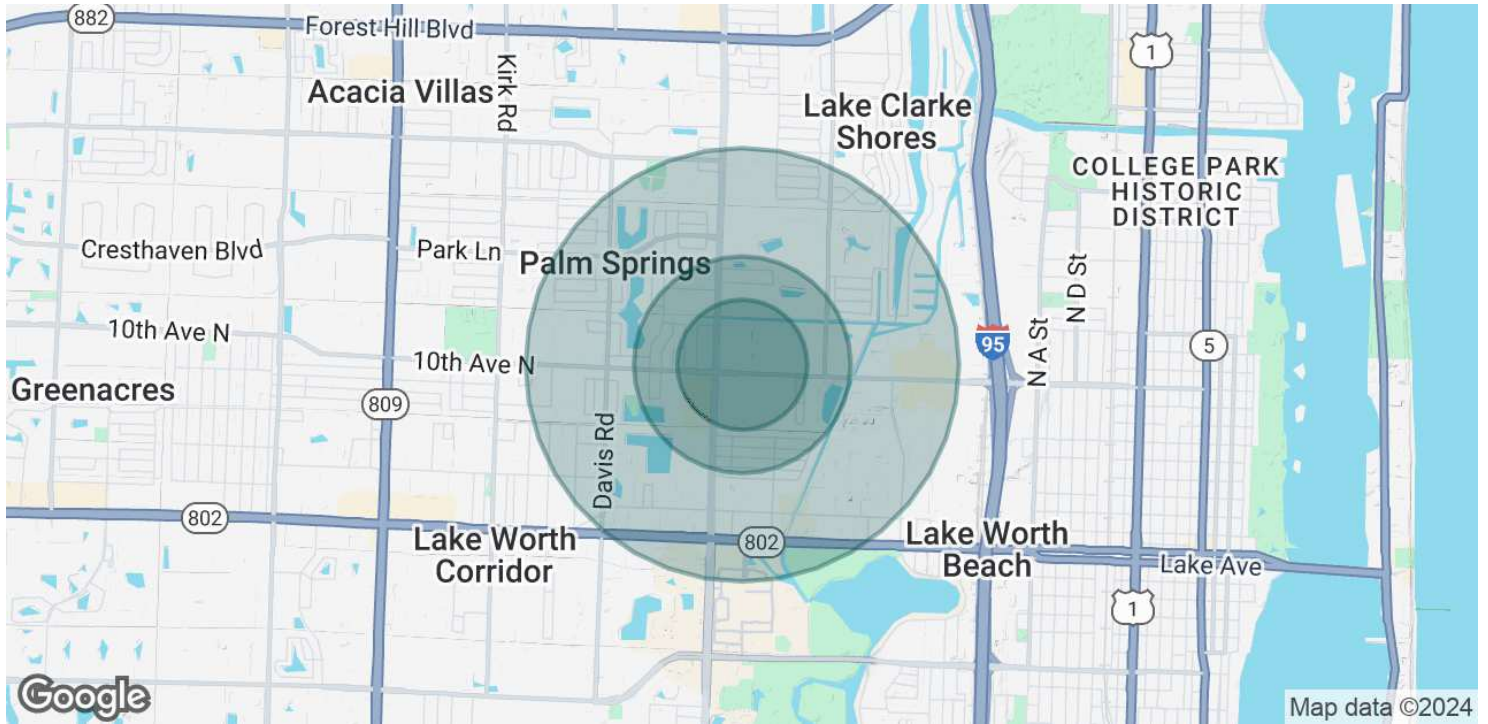 882
Forest Hill Blvd
1
Kirk Rd
Acacia Villas
Lake Clarke
Shores
COLLEGE PARK
HISTORIC
DISTRICT
Cresthaven Blvd
Park Ln
Palm Springs
N D St
10th Ave N
10th Ave N
95
N A St
5
Greenacres
809
Davis Rd
802
Lake Worth
Corridor
802
Lake Worth
Beach
Lake Ave
1
Google
Map data ©2024